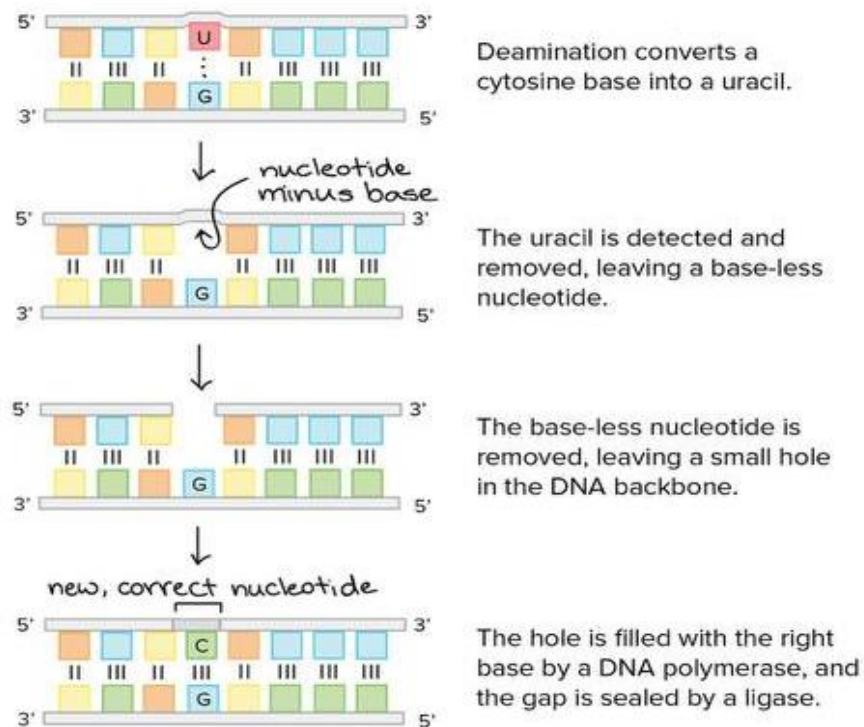 5' 3'
U
G
3' 5'
Deamination converts a
cytosine base into a uracil.
nucleotide
minus base
5' 3'
G
3' 5'
The uracil is detected and
removed, leaving a base-less
nucleotide.
5' 3'
G
3' 5'
The base-less nucleotide is
removed, leaving a small hole
in the DNA backbone.
new, correct nucleotide
5' 3'
C
G
3' 5'
The hole is filled with the right
base by a DNA polymerase, and
the gap is sealed by a ligase.